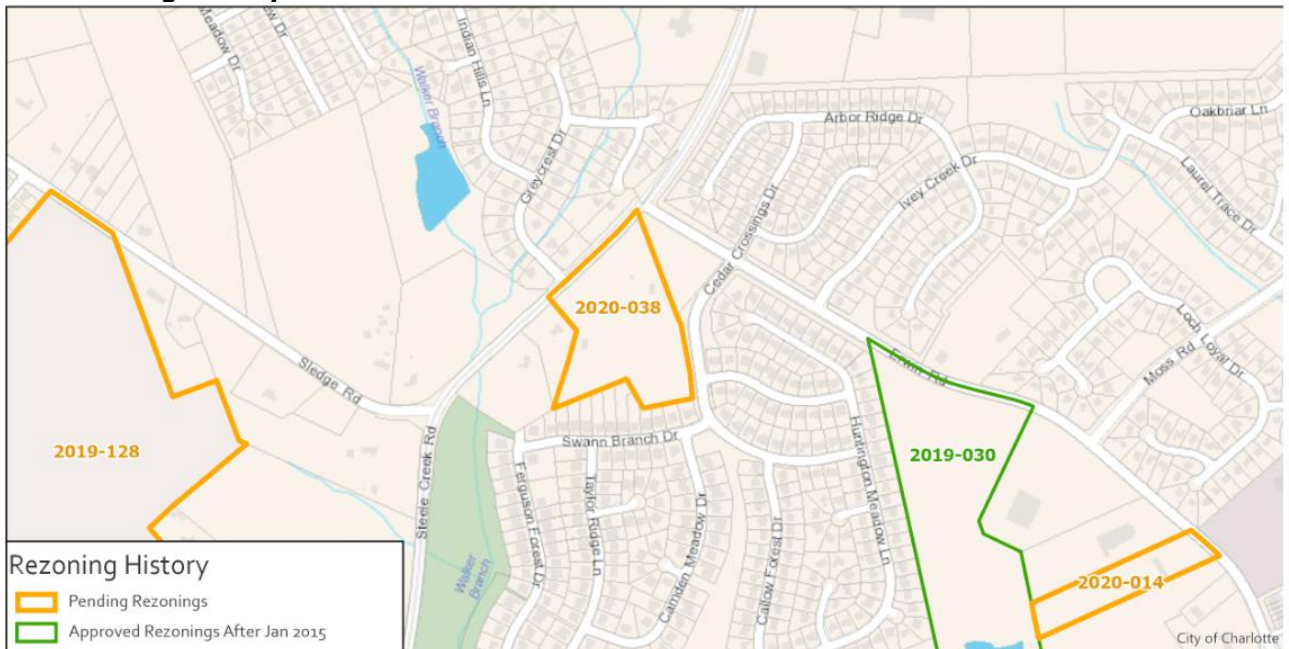 Meadow Dr
Indian Hills Ln
Walker Branch
Greycrest Dr
Arbor Ridge Dr
Oakbriar Ln
Ivey Creek Dr
Laurel Trace Dr
Cedar Crossings Dr
2020-038
Loch Loyal Dr
Sledge Rd
Erwin Rd
Moss Rd
2019-128
Steele Creek Rd
Swann Branch Dr
Huntington Meadow Ln
2019-030
Ferguson Forest Dr
Taylor Ridge Ln
Camden Meadow Dr
Callow Forest Dr
Walker
Branch
2020-014
Rezoning History
Pending Rezonings
Approved Rezonings After Jan 2015
City of Charlotte